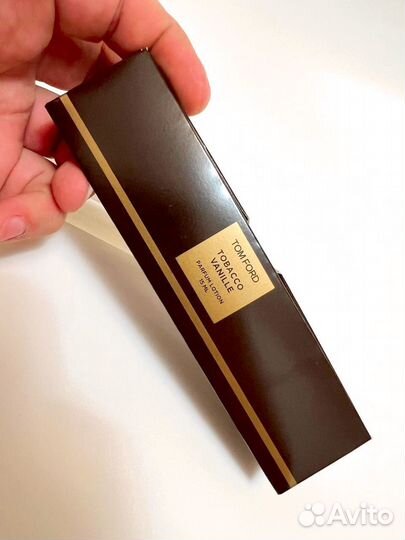 TOM FORD
TOBACCO
VANILLE
PARFUM LOTION
15 ML
Avito